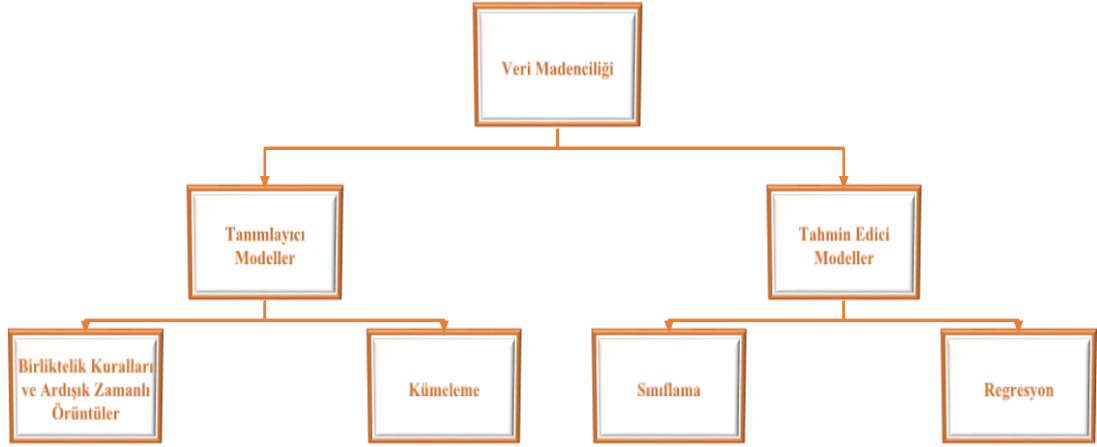 Veri Madenciliği
Tanımlayıcı
Modeller
Tahmin Edici
Modeller
Birliktelik Kuralları
ve Ardışık Zamanlı
Örüntüler
Kümeleme
Sınıflama
Regresyon